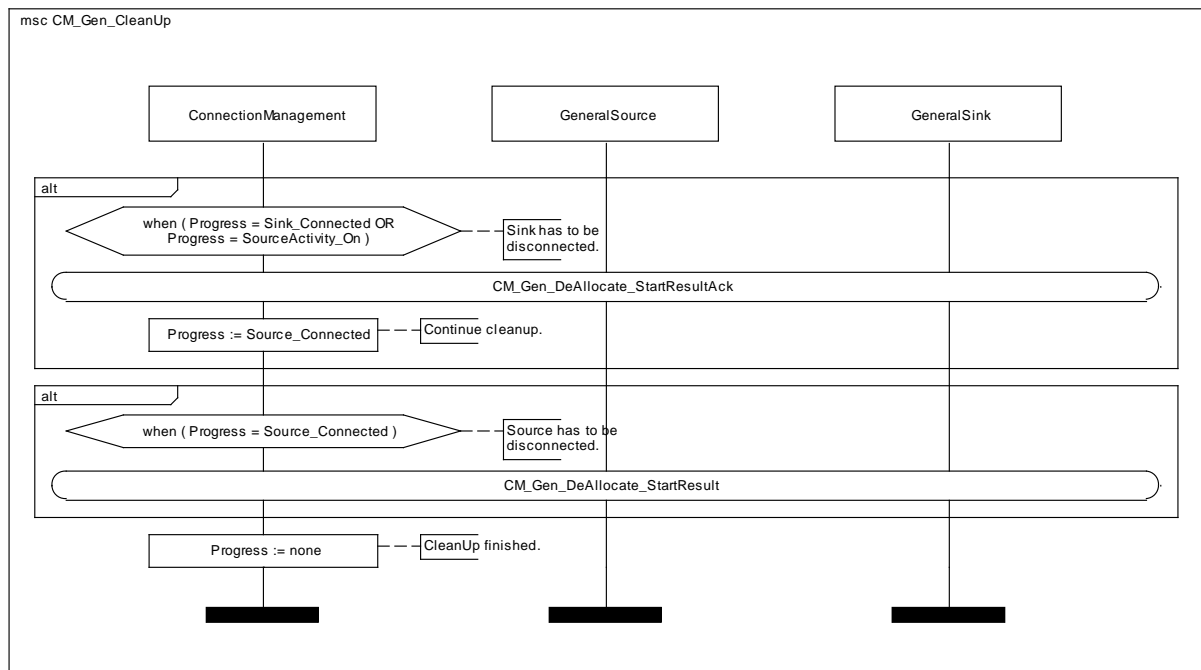 msc CM_Gen_CleanUp
ConnectionManagement
GeneralSource
GeneralSink
alt
when ( Progress = Sink_Connected OR
Progress = SourceActivity_On )
Sink has to be
disconnected.
CM_Gen_DeAllocate_StartResultAck
Progress := Source_Connected
Continue cleanup.
alt
when ( Progress = Source_Connected )
Source has to be
disconnected.
CM_Gen_DeAllocate_StartResult
Progress := none
CleanUp finished.